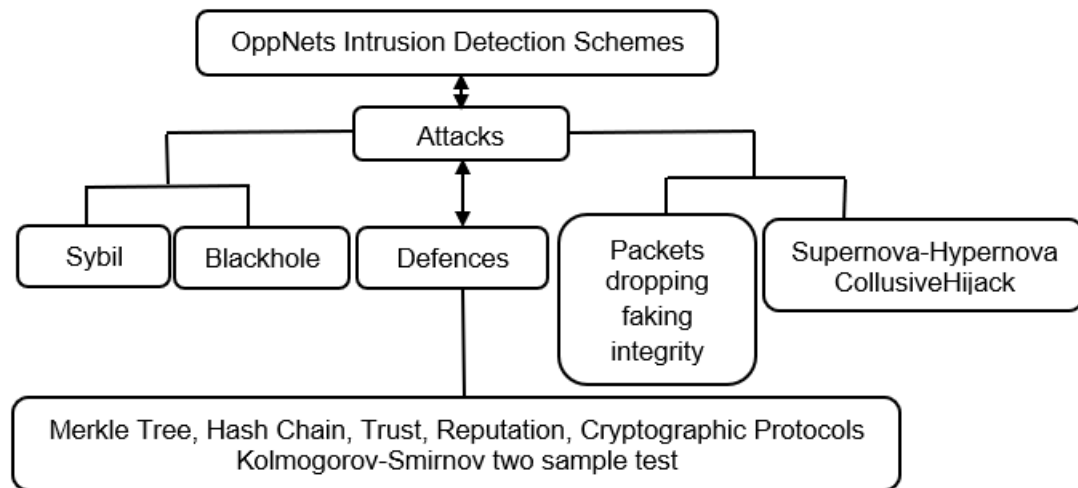 OppNets Intrusion Detection Schemes
Attacks
Sybil
Blackhole
Defences
Packets
dropping
faking
integrity
Supernova-Hypernova
CollusiveHijack
Merkle Tree, Hash Chain, Trust, Reputation, Cryptographic Protocols
Kolmogorov-Smirnov two sample test